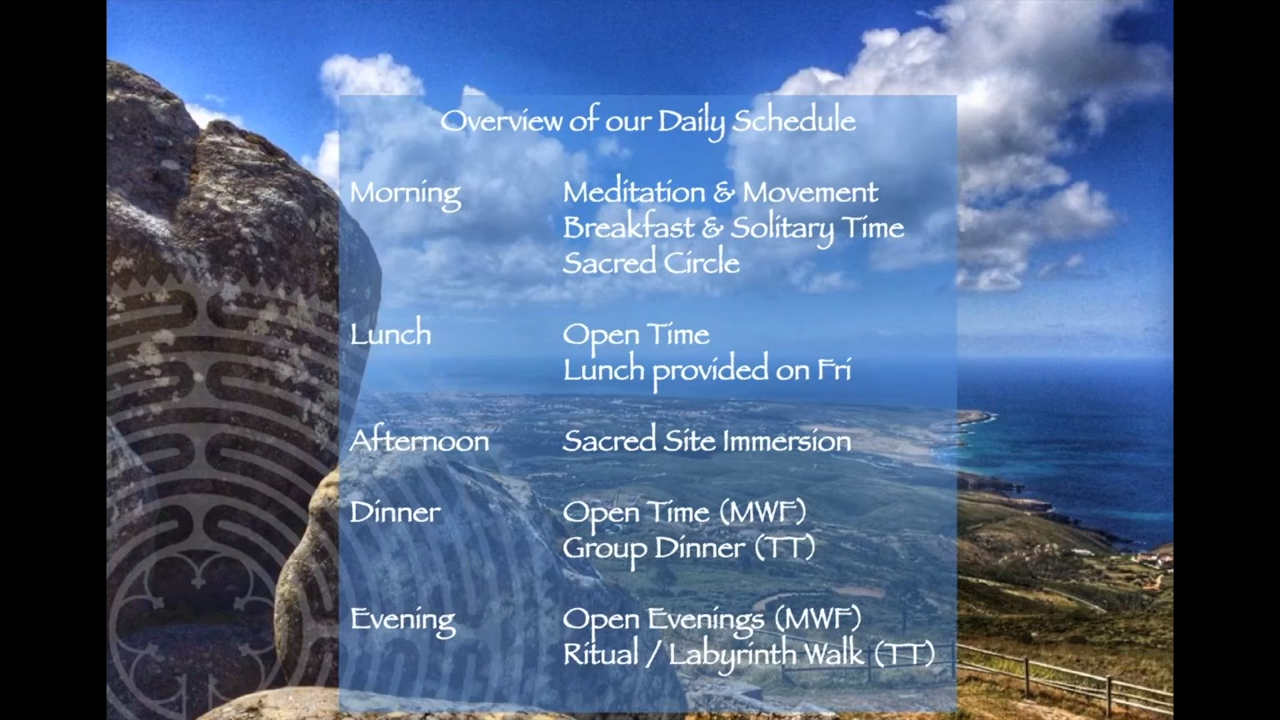 Overview of our Daily Schedule
Morning Meditation & Movement
Breakfast & Solitary Time
Sacred Circle
Lunch Open Time
Lunch provided on Fri
Afternoon Sacred Site Immersion
Dinner Open Time (MWF)
Group Dinner (TT)
Evening Open Evenings (MWF)
Ritual / Labyrinth Walk (TT)